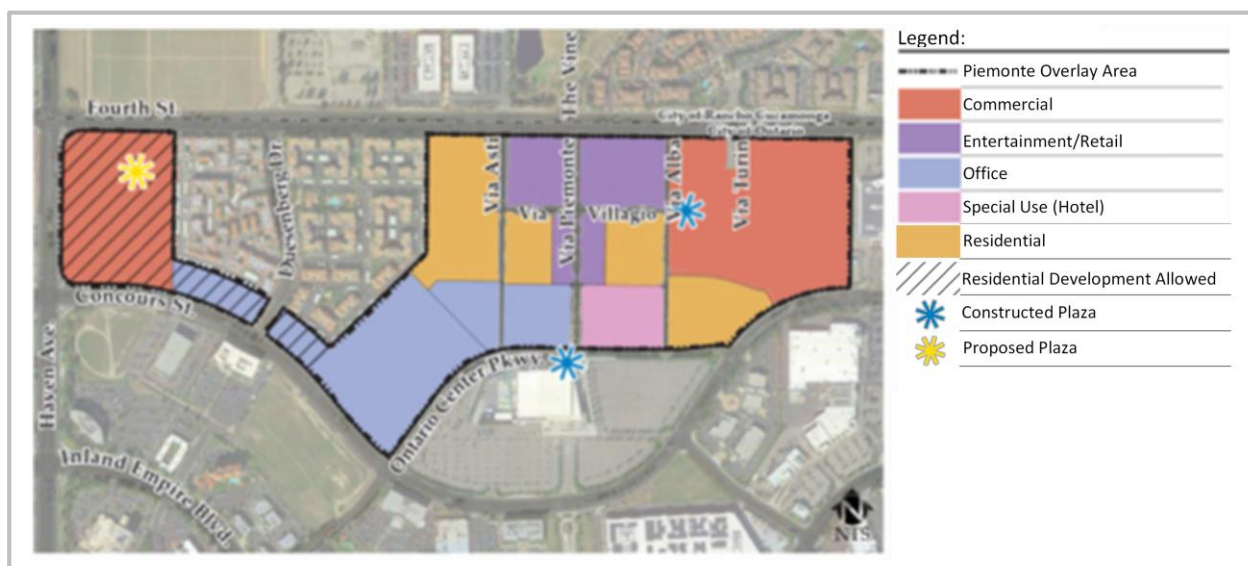 Legend:
Piemonte Overlay Area
Commercial
Entertainment/Retail
Office
Special Use (Hotel)
Residential
Residential Development Allowed
Constructed Plaza
Proposed Plaza
Fourth St.
The Vine
City of Rancho Cucamonga
City of Ontario
Duesenberg Dr.
Via Asti
Via Piemonte
Via Alba
Via Turin
Via Villagio
Concours St.
Haven Ave.
Ontario Center Pkwy.
Inland Empire Blvd.
N
NTS